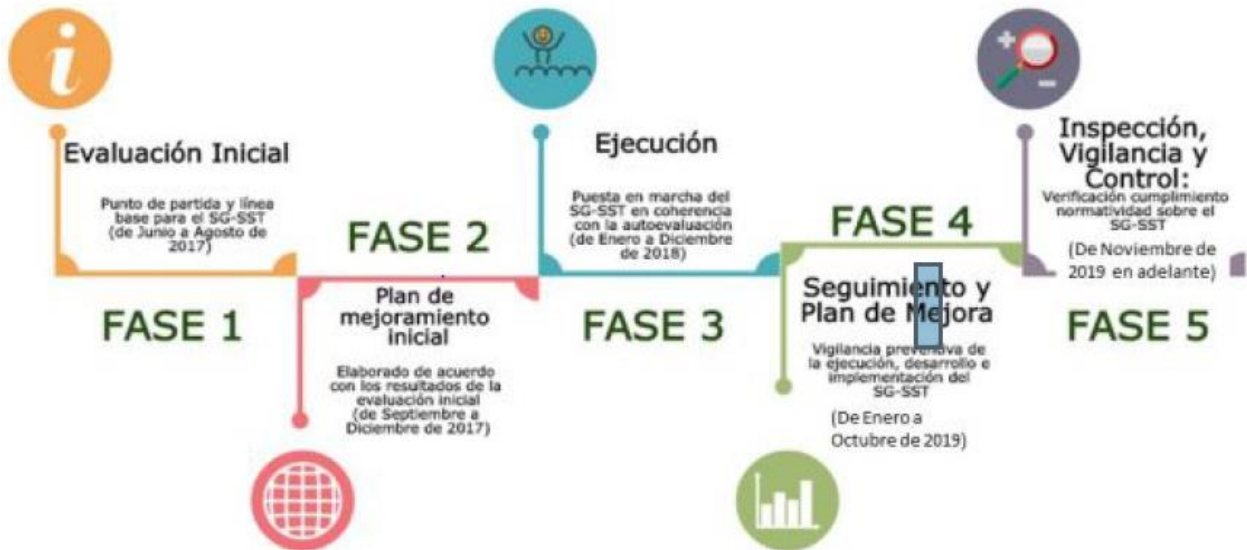 i
Evaluación Inicial
Punto de partida y línea
base para el SG-SST
(de Junio a Agosto de
2017)
FASE 1
FASE 2
Plan de
mejoramiento
inicial
Elaborado de acuerdo
con los resultados de la
evaluación inicial
(de Septiembre a
Diciembre de 2017)
Ejecución
Puesta en marcha del
SG-SST en coherencia
con la autoevaluación
(de Enero a Diciembre
de 2018)
FASE 3
FASE 4
Seguimiento y
Plan de Mejora
Vigilancia preventiva de
la ejecución, desarrollo e
implementación del
SG-SST
(De Enero a
Octubre de 2019)
Inspección,
Vigilancia y
Control:
Verificación cumplimiento
normatividad sobre el
SG-SST
(De Noviembre de
2019 en adelante)
FASE 5